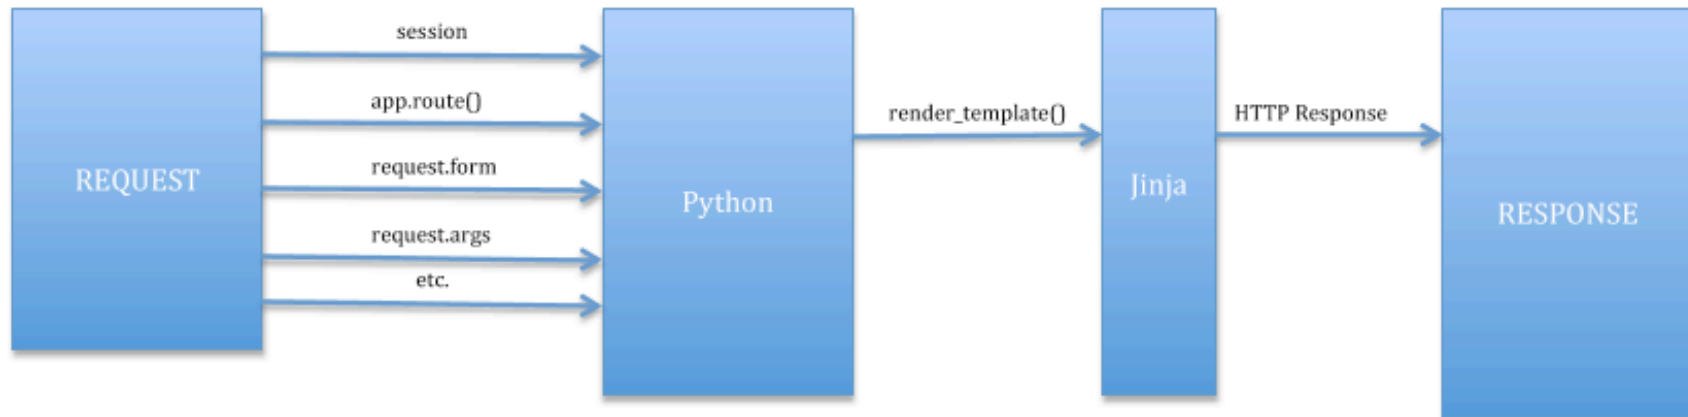 REQUEST
session
app.route()
request.form
request.args
etc.
Python
render_template()
Jinja
HTTP Response
RESPONSE